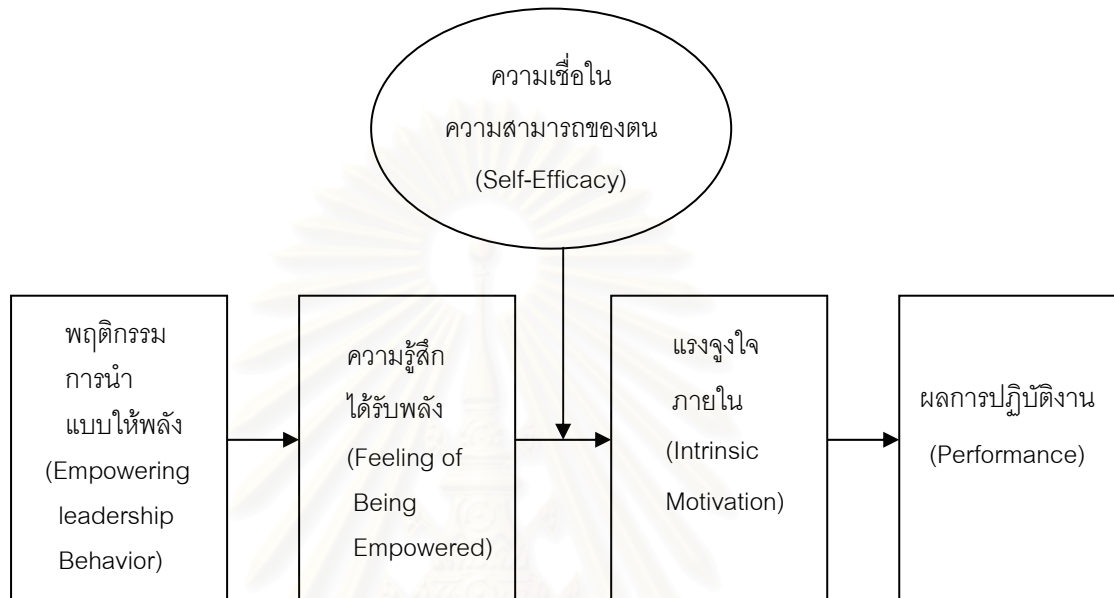 ความเชื่อใน
ความสามารถของตน
(Self-Efficacy)
พฤติกรรม
การนำ
แบบให้พลัง
(Empowering
leadership
Behavior)
ความรู้สึก
ได้รับพลัง
(Feeling of
Being
Empowered)
แรงจูงใจ
ภายใน
(Intrinsic
Motivation)
ผลการปฏิบัติงาน
(Performance)